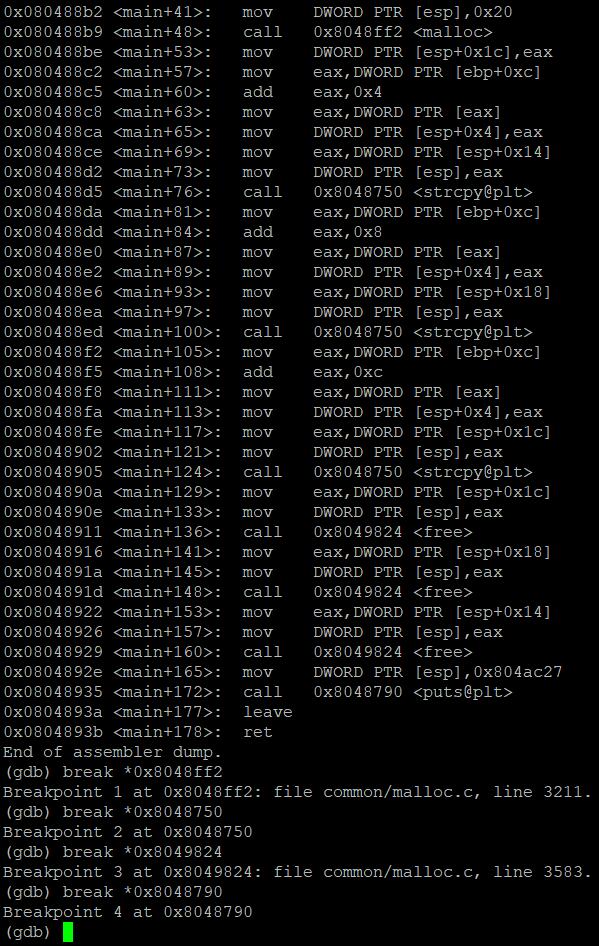 0x080488b2 <main+41>: mov DWORD PTR [esp],0x20
0x080488b9 <main+48>: call 0x8048ff2 <malloc>
0x080488be <main+53>: mov DWORD PTR [esp+0x1c],eax
0x080488c2 <main+57>: mov eax,DWORD PTR [ebp+0xc]
0x080488c5 <main+60>: add eax,0x4
0x080488c8 <main+63>: mov eax,DWORD PTR [eax]
0x080488ca <main+65>: mov DWORD PTR [esp+0x4],eax
0x080488ce <main+69>: mov eax,DWORD PTR [esp+0x14]
0x080488d2 <main+73>: mov DWORD PTR [esp],eax
0x080488d5 <main+76>: call 0x8048750 <strcpy@plt>
0x080488da <main+81>: mov eax,DWORD PTR [ebp+0xc]
0x080488dd <main+84>: add eax,0x8
0x080488e0 <main+87>: mov eax,DWORD PTR [eax]
0x080488e2 <main+89>: mov DWORD PTR [esp+0x4],eax
0x080488e6 <main+93>: mov eax,DWORD PTR [esp+0x18]
0x080488ea <main+97>: mov DWORD PTR [esp],eax
0x080488ed <main+100>: call 0x8048750 <strcpy@plt>
0x080488f2 <main+105>: mov eax,DWORD PTR [ebp+0xc]
0x080488f5 <main+108>: add eax,0xc
0x080488f8 <main+111>: mov eax,DWORD PTR [eax]
0x080488fa <main+113>: mov DWORD PTR [esp+0x4],eax
0x080488fe <main+117>: mov eax,DWORD PTR [esp+0x1c]
0x08048902 <main+121>: mov DWORD PTR [esp],eax
0x08048905 <main+124>: call 0x8048750 <strcpy@plt>
0x0804890a <main+129>: mov eax,DWORD PTR [esp+0x1c]
0x0804890e <main+133>: mov DWORD PTR [esp],eax
0x08048911 <main+136>: call 0x8049824 <free>
0x08048916 <main+141>: mov eax,DWORD PTR [esp+0x18]
0x0804891a <main+145>: mov DWORD PTR [esp],eax
0x0804891d <main+148>: call 0x8049824 <free>
0x08048922 <main+153>: mov eax,DWORD PTR [esp+0x14]
0x08048926 <main+157>: mov DWORD PTR [esp],eax
0x08048929 <main+160>: call 0x8049824 <free>
0x0804892e <main+165>: mov DWORD PTR [esp],0x804ac27
0x08048935 <main+172>: call 0x8048790 <puts@plt>
0x0804893a <main+177>: leave
0x0804893b <main+178>: ret
End of assembler dump.
(gdb) break *0x8048ff2
Breakpoint 1 at 0x8048ff2: file common/malloc.c, line 3211.
(gdb) break *0x8048750
Breakpoint 2 at 0x8048750
(gdb) break *0x8049824
Breakpoint 3 at 0x8049824: file common/malloc.c, line 3583.
(gdb) break *0x8048790
Breakpoint 4 at 0x8048790
(gdb)